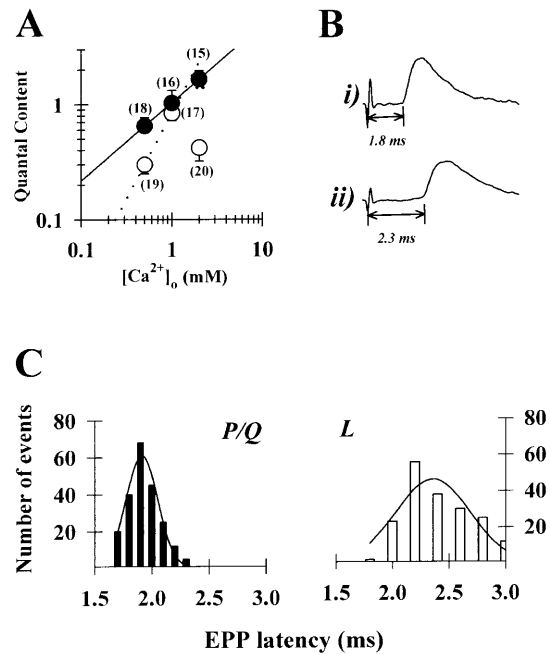 A
Quantal Content
1
0.1
(15)
(16)
(17)
(18)
(19)
(20)
0.1 1 10
[Ca2+]o (mM)
B
i)
1.8 ms
ii)
2.3 ms
C
Number of events
80
60
40
20
P/Q
1.5 2.0 2.5 3.0
L
80
60
40
20
1.5 2.0 2.5 3.0
EPP latency (ms)